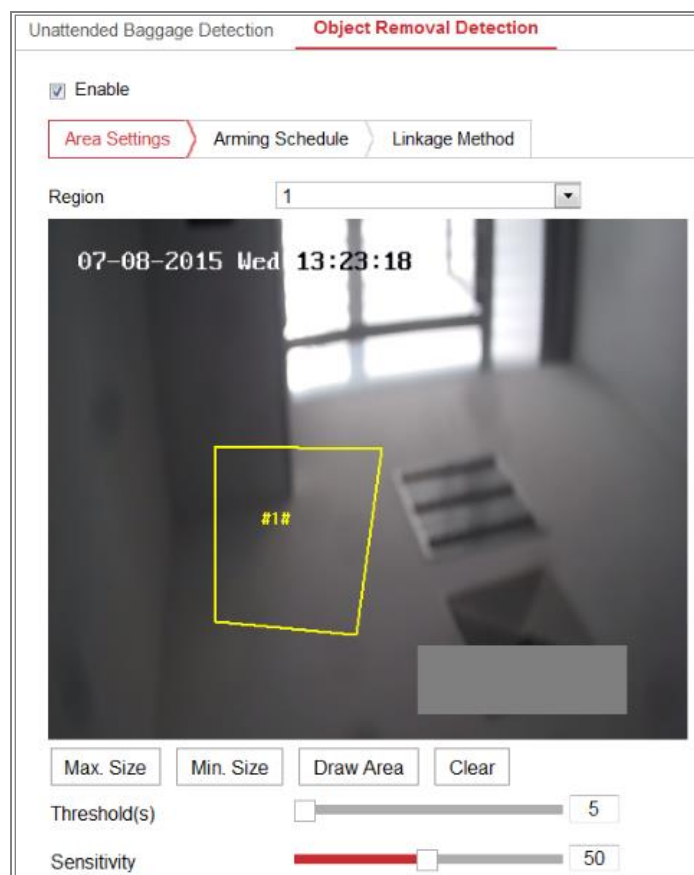 Unattended Baggage Detection Object Removal Detection
Enable
Area Settings Arming Schedule Linkage Method
Region 1
07-08-2015 Wed 13:23:18
#1#
Max. Size Min. Size Draw Area Clear
Threshold(s) 5
Sensitivity 50